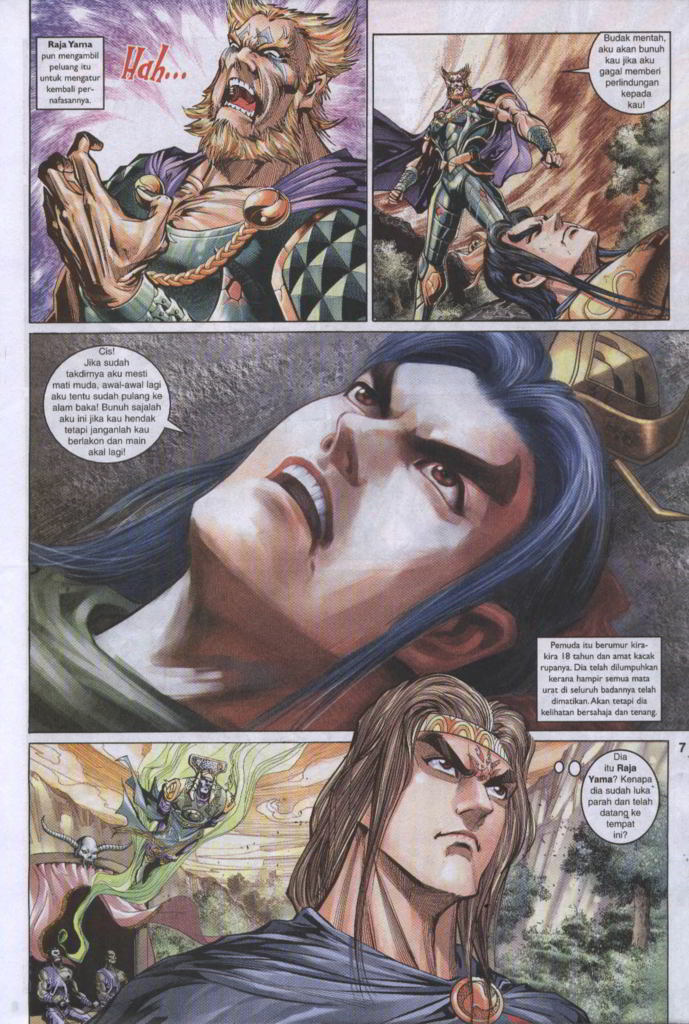 Raja Yama
pun mengambil
peluang itu
untuk mengatur
kembali per-
nafasannya.
Hah...
Budak mentah,
aku akan bunuh
kau jika aku
gagal memberi
perlindungan
kepada
kau!
Cis!
Jika sudah
takdirnya aku mesti
mati muda, awal-awal lagi
aku tentu sudah pulang ke
alam baka! Bunuh sajalah
aku ini jika kau hendak
tetapi janganlah kau
berlakon dan main
akal lagi!
Pemuda itu berumur kira-
kira 18 tahun dan amat kacak
rupanya. Dia telah dilumpuhkan
kerana hampir semua mata
urat di seluruh badannya telah
dimatikan. Akan tetapi dia
kelihatan bersahaja dan tenang.
7
Dia
itu Raja
Yama? Kenapa
dia sudah luka
parah dan telah
datang ke
tempat
ini?